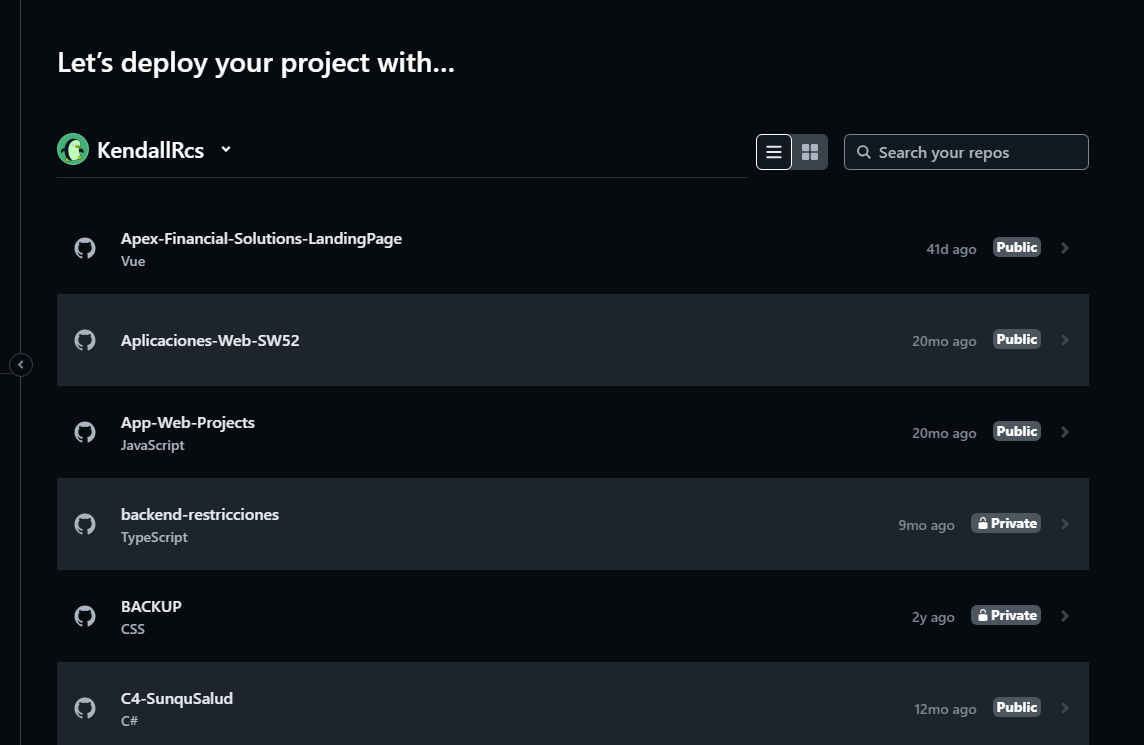 Let's deploy your project with…
KendallRcs
Search your repos
Apex-Financial-Solutions-LandingPage
Vue
41d ago
Public
Aplicaciones-Web-SW52
20mo ago
Public
App-Web-Projects
JavaScript
20mo ago
Public
backend-restricciones
TypeScript
9mo ago
Private
BACKUP
CSS
2y ago
Private
C4-SunquSalud
C#
12mo ago
Public